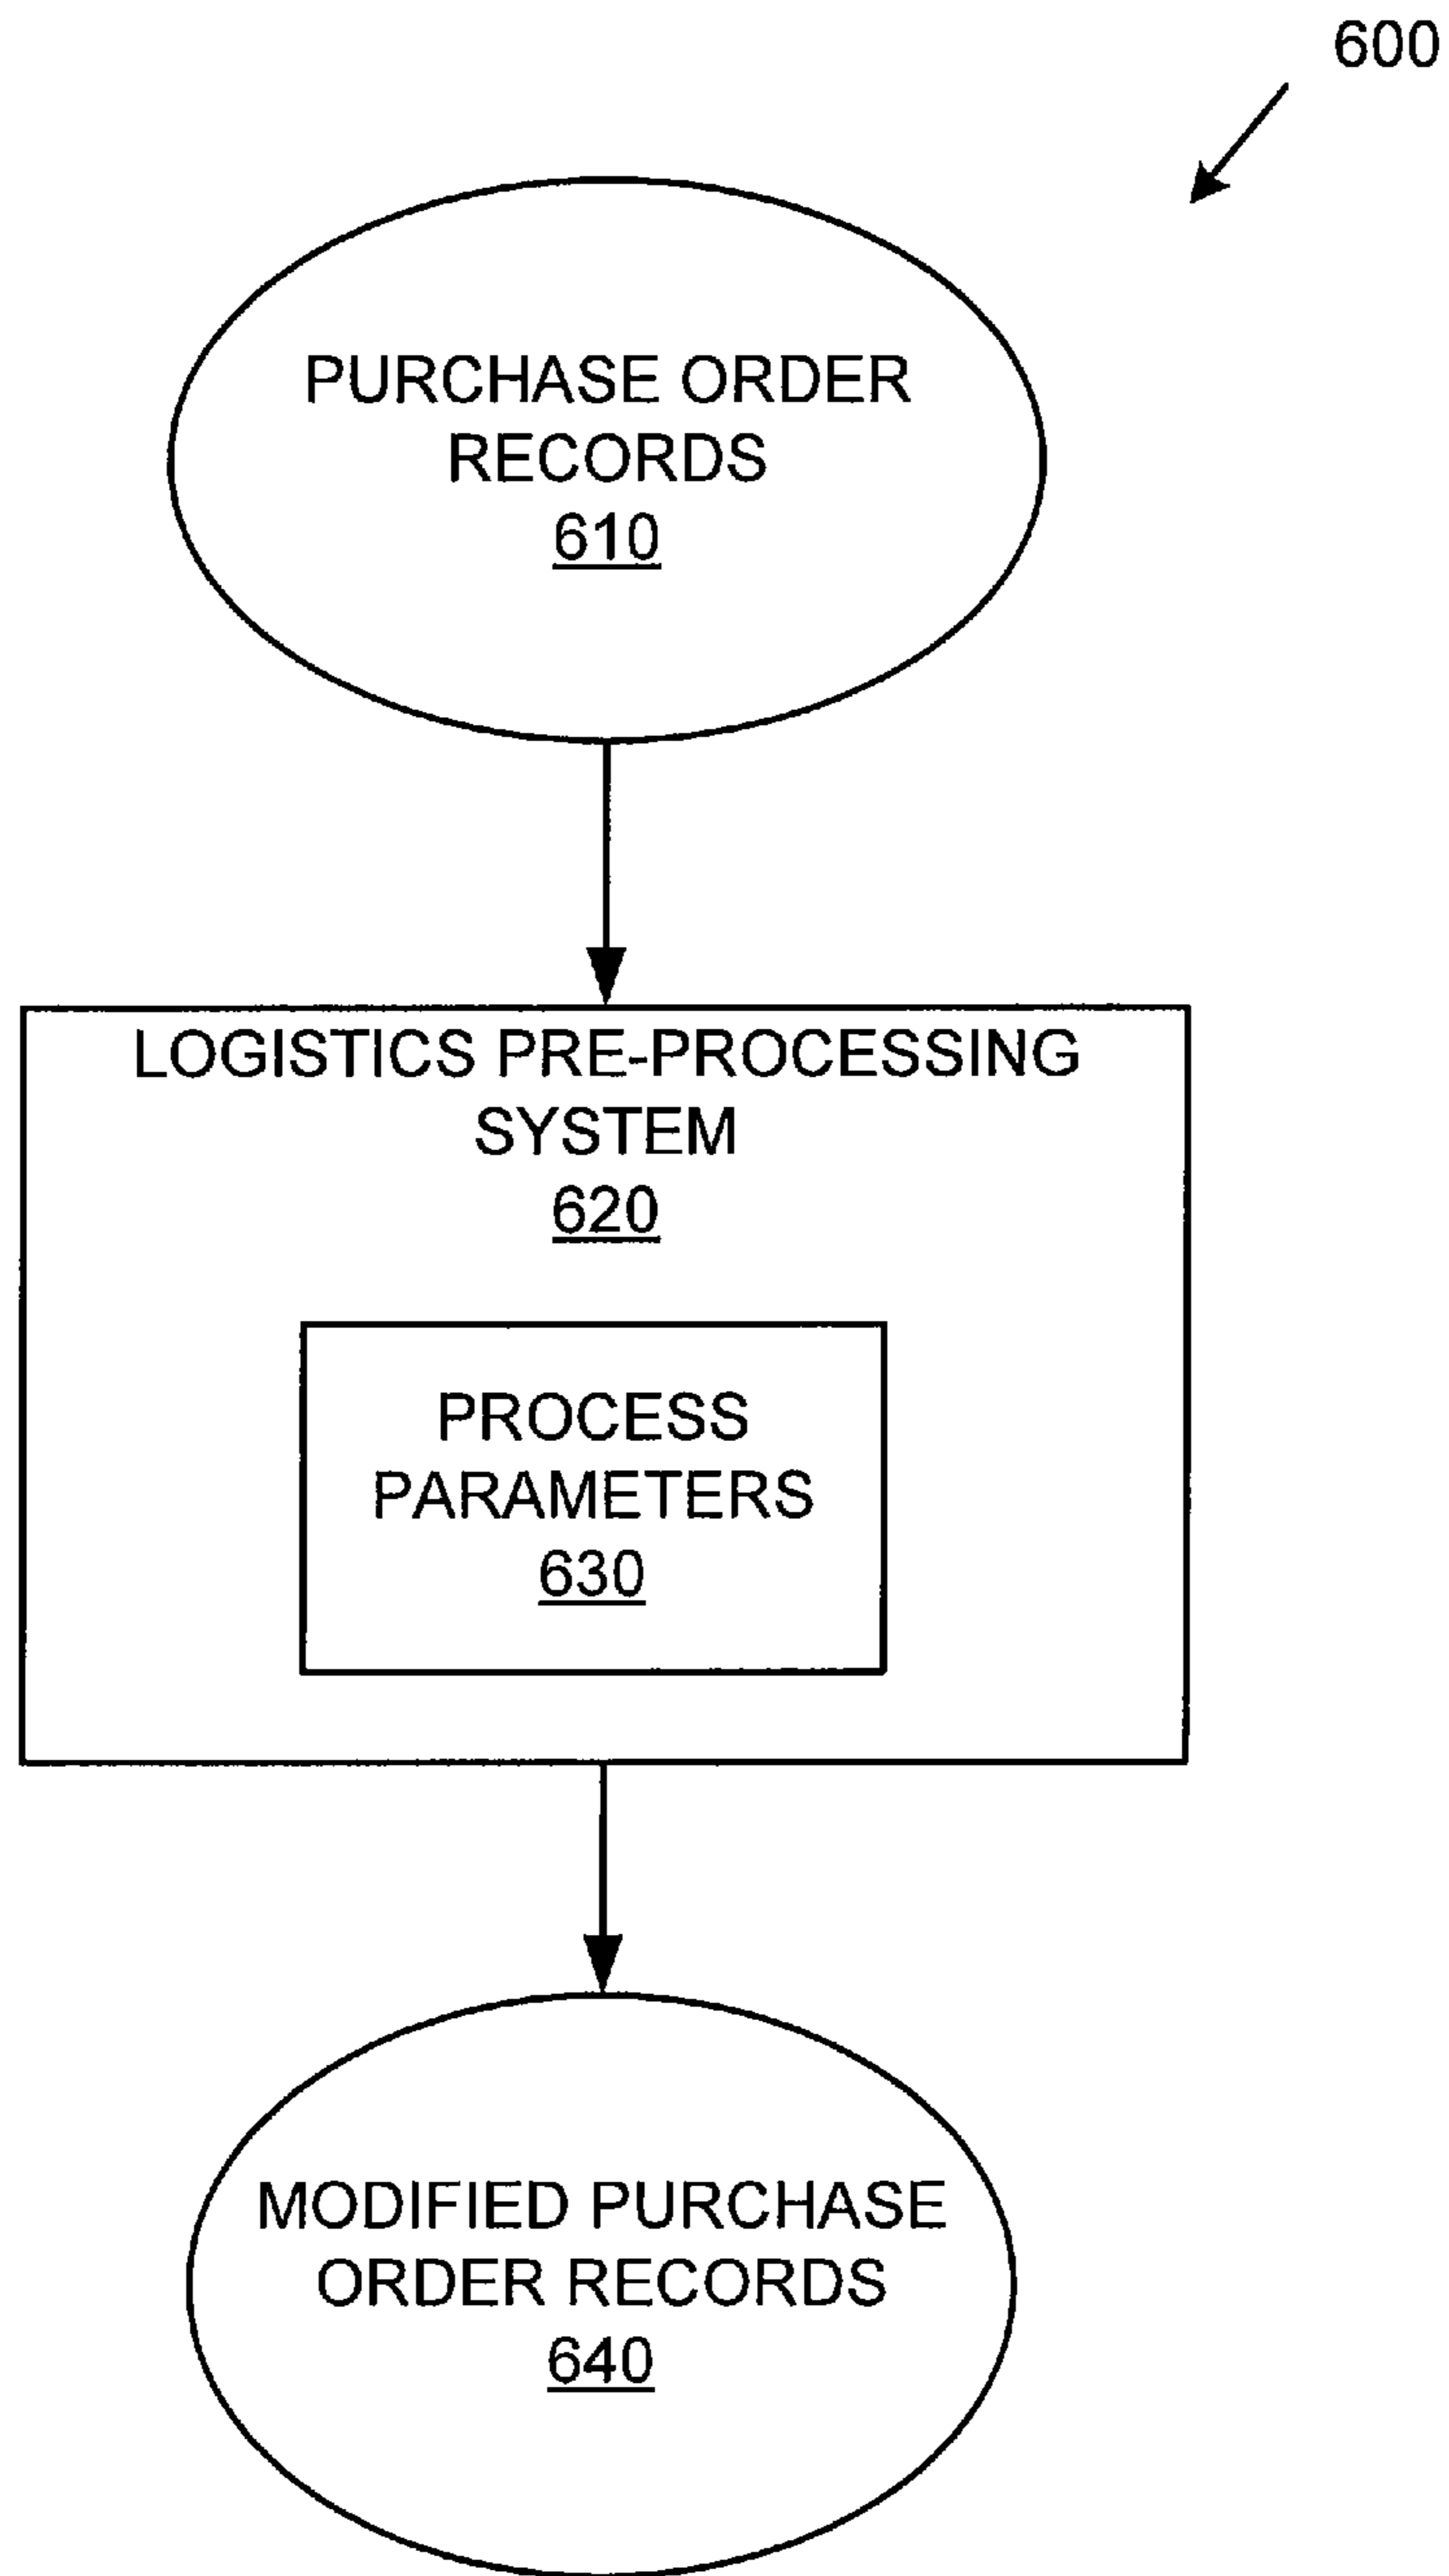 600
PURCHASE ORDER
RECORDS
610
LOGISTICS PRE-PROCESSING
SYSTEM
620
PROCESS
PARAMETERS
630
MODIFIED PURCHASE
ORDER RECORDS
640